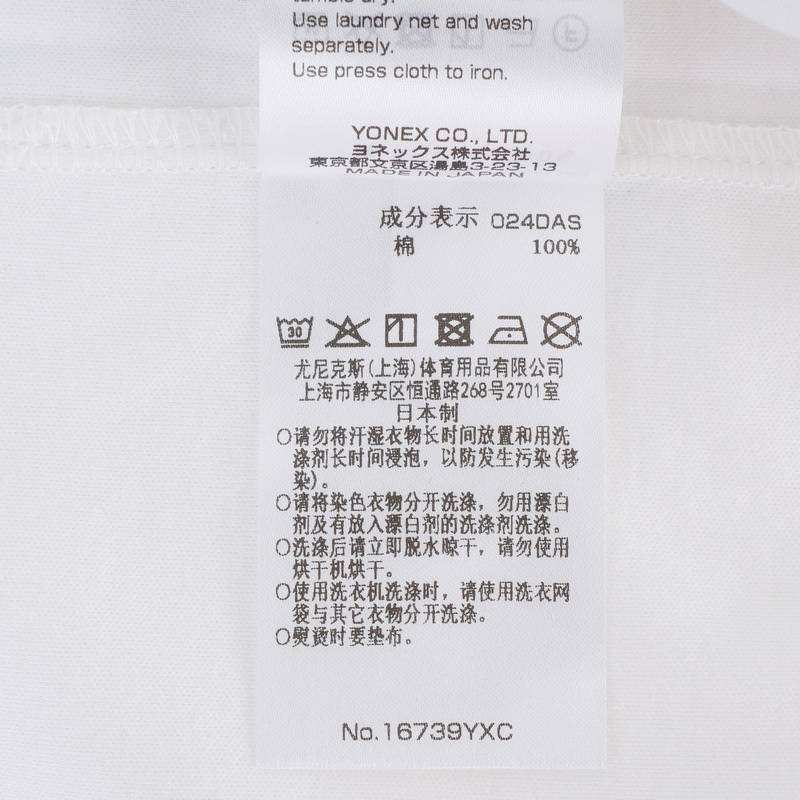 tumble dry.
Use laundry net and wash
separately.
Use press cloth to iron.
YONEX CO., LTD.
ヨネックス株式会社
東京都文京区湯島3-23-13
MADE IN JAPAN
成分表示 024DAS
棉 100%
30
尤尼克斯(上海)体育用品有限公司
上海市静安区恒通路268号2701室
日本制
○请勿将汗湿衣物长时间放置和用洗
涤剂长时间浸泡，以防发生污染(移
染)。
○请将染色衣物分开洗涤，勿用漂白
剂及有放入漂白剂的洗涤剂洗涤。
○洗涤后请立即脱水晾干，请勿使用
烘干机烘干。
○使用洗衣机洗涤时，请使用洗衣网
袋与其它衣物分开洗涤。
○熨烫时要垫布。
No.16739YXC